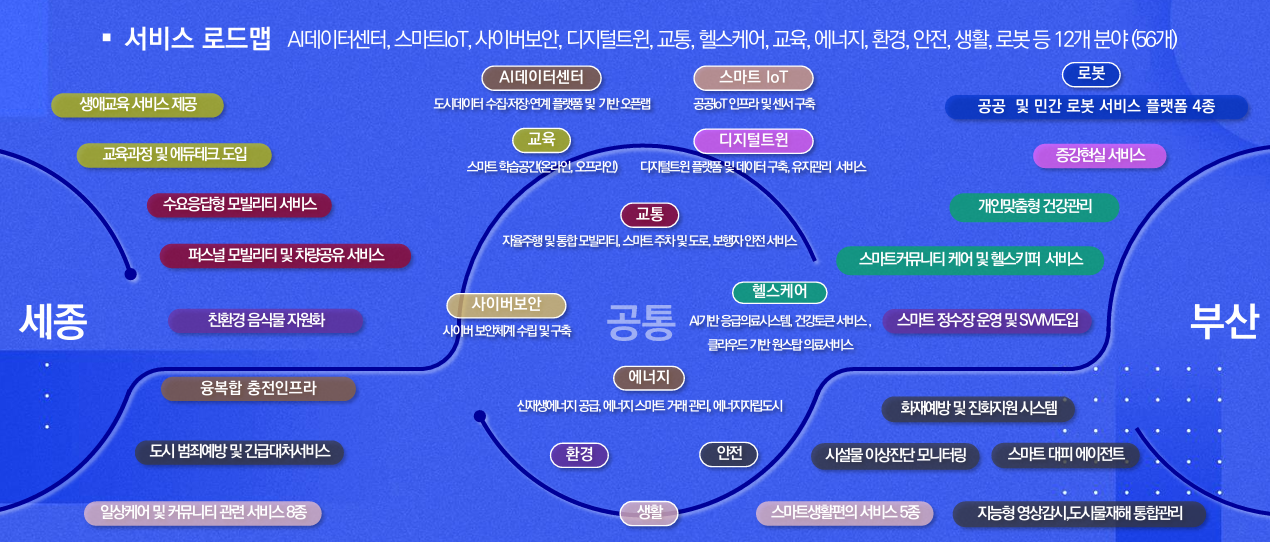 ▪ 서비스 로드맵 AI데이터센터, 스마트IoT, 사이버보안, 디지털트윈, 교통, 헬스케어, 교육, 에너지, 환경, 안전, 생활, 로봇 등 12개 분야 (56개)
세종
생애교육 서비스 제공
교육과정 및 에듀테크 도입
수요응답형 모빌리티 서비스
퍼스널 모빌리티 및 차량공유 서비스
친환경 음식물 자원화
융복합 충전인프라
도시 범죄예방 및 긴급대처서비스
일상케어 및 커뮤니티 관련 서비스 8종
공통
AI데이터센터
도시데이터 수집·저장·연계 플랫폼 및 기반 오픈랩
스마트 IoT
공공IoT 인프라 및 센서 구축
교육
스마트 학습공간(온라인, 오프라인)
디지털트윈
디지털트윈 플랫폼 및 데이터 구축, 유지관리 서비스
교통
자율주행 및 통합 모빌리티, 스마트 주차 및 도로, 보행자 안전 서비스
사이버보안
사이버 보안체계 수립 및 구축
헬스케어
AI기반 응급의료시스템, 건강토큰 서비스,
클라우드 기반 원스탑 의료서비스
에너지
신재생에너지 공급, 에너지 스마트 거래 관리, 에너지자립도시
환경
안전
생활
부산
로봇
공공 및 민간 로봇 서비스 플랫폼 4종
증강현실 서비스
개인맞춤형 건강관리
스마트커뮤니티 케어 및 헬스키퍼 서비스
스마트 정수장 운영 및 SWM도입
화재예방 및 진화지원 시스템
시설물 이상진단 모니터링
스마트 대피 에이전트
스마트생활편의 서비스 5종
지능형 영상감시,도시물재해 통합관리